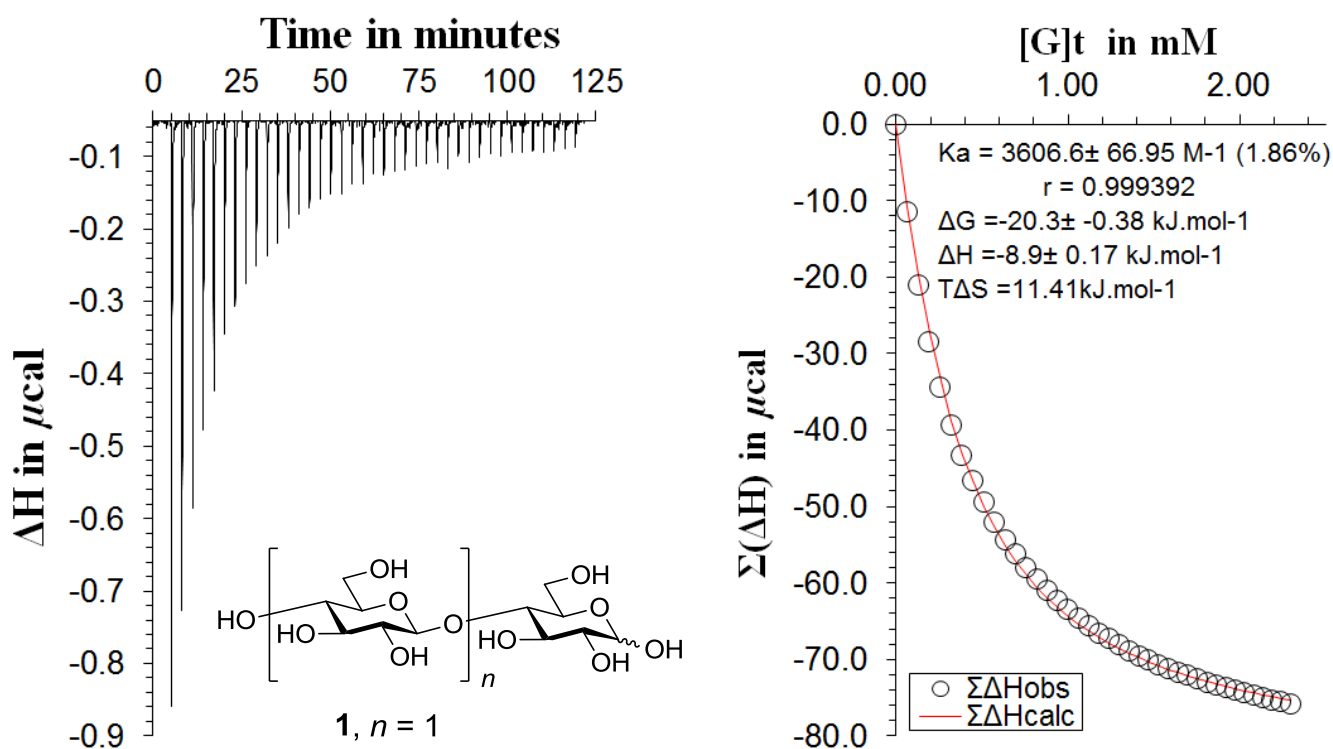 Time in minutes
0 25 50 75 100 125
-0.1
-0.2
-0.3
-0.4
-0.5
-0.6
-0.7
-0.8
-0.9
ΔH in μcal
OH
O
HO
HO
OH
O
n
OH
O
HO
OH
OH
1, n = 1
[G]t in mM
0.00 1.00 2.00
0.0
-10.0
-20.0
-30.0
-40.0
-50.0
-60.0
-70.0
-80.0
Σ(ΔH) in μcal
Ka = 3606.6± 66.95 M-1 (1.86%)
r = 0.999392
ΔG =-20.3± -0.38 kJ.mol-1
ΔH =-8.9± 0.17 kJ.mol-1
TΔS =11.41kJ.mol-1
ΣΔHobs
ΣΔHcalc